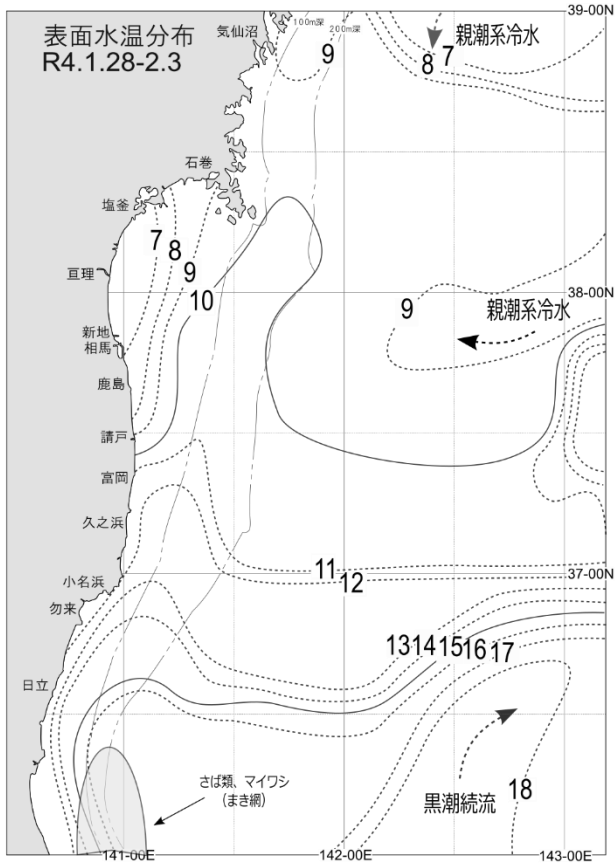 表面水温分布
R4.1.28-2.3
気仙沼
100m深
200m深
39-00N
親潮系冷水
9
8
7
石巻
塩釜
7
8
9
10
亘理
38-00N
9
親潮系冷水
新地
相馬
鹿島
請戸
富岡
久之浜
11
12
37-00N
小名浜
勿来
13
14
15
16
17
日立
さば類、マイワシ
(まき網)
黒潮続流
18
141-00E
142-00E
143-00E